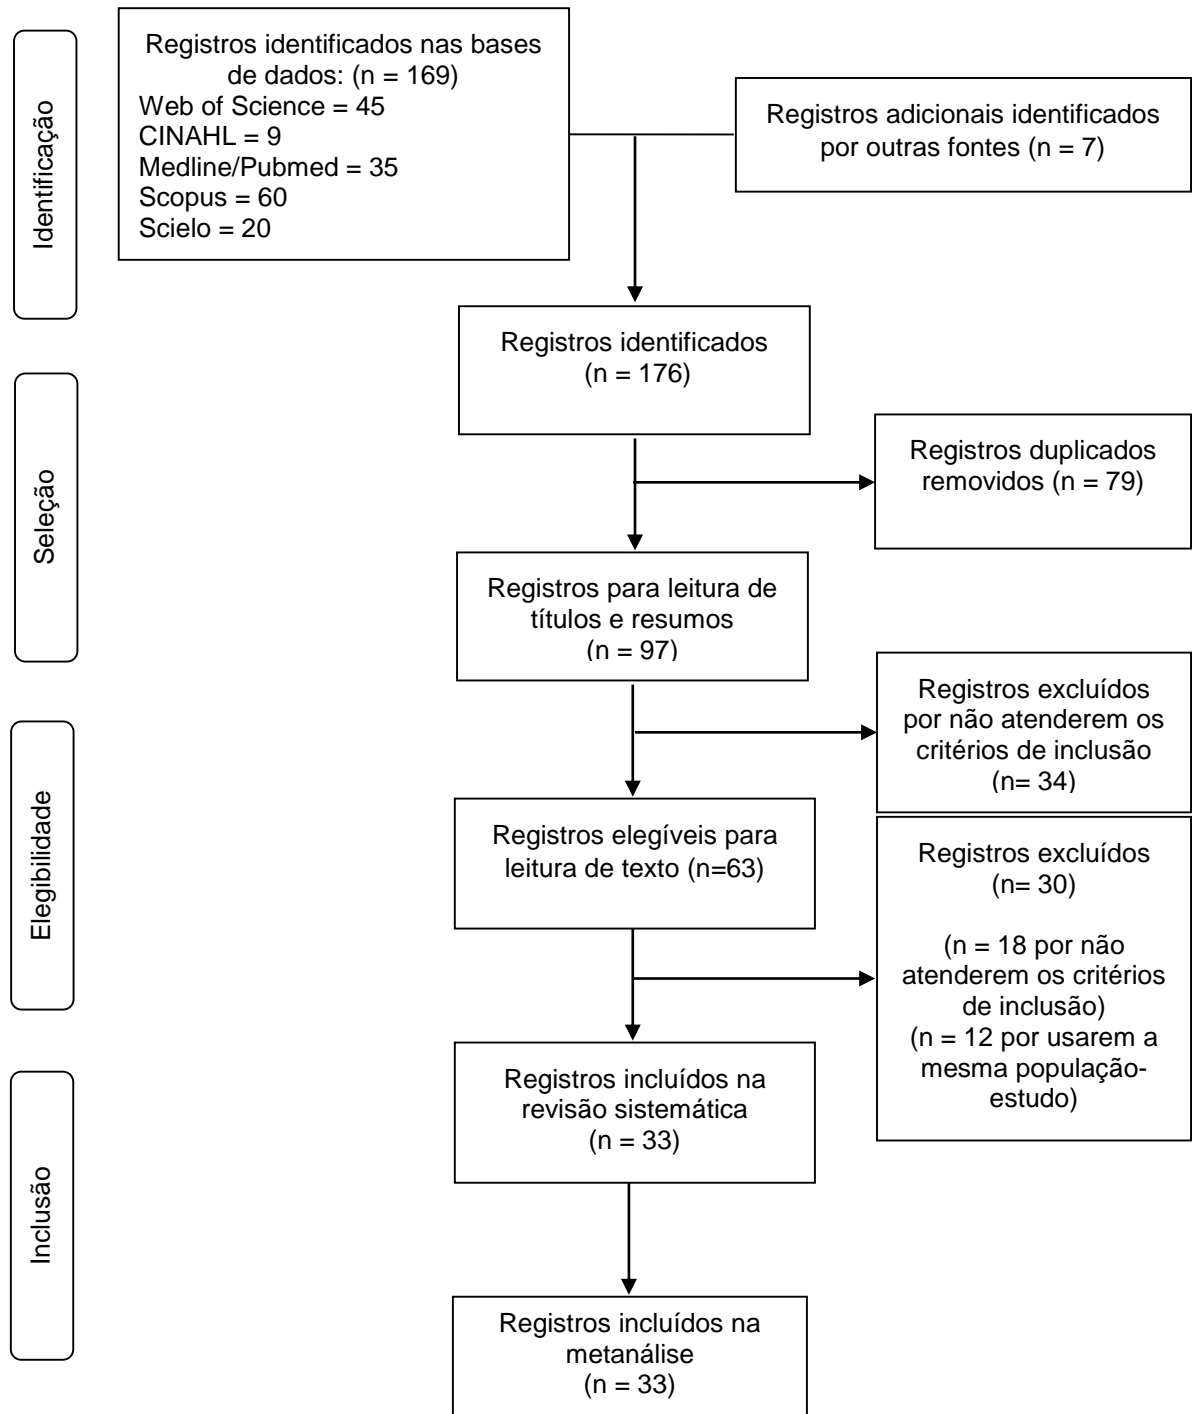 Identificação
Registros identificados nas bases
de dados: (n = 169)
Web of Science = 45
CINAHL = 9
Medline/Pubmed = 35
Scopus = 60
Scielo = 20
Registros adicionais identificados
por outras fontes (n = 7)
Registros identificados
(n = 176)
Seleção
Registros duplicados
removidos (n = 79)
Registros para leitura de
títulos e resumos
(n = 97)
Registros excluídos
por não atenderem os
critérios de inclusão
(n= 34)
Elegibilidade
Registros elegíveis para
leitura de texto (n=63)
Registros excluídos
(n= 30)
(n = 18 por não
atenderem os critérios
de inclusão)
(n = 12 por usarem a
mesma população-
estudo)
Inclusão
Registros incluídos na
revisão sistemática
(n = 33)
Registros incluídos na
metanálise
(n = 33)